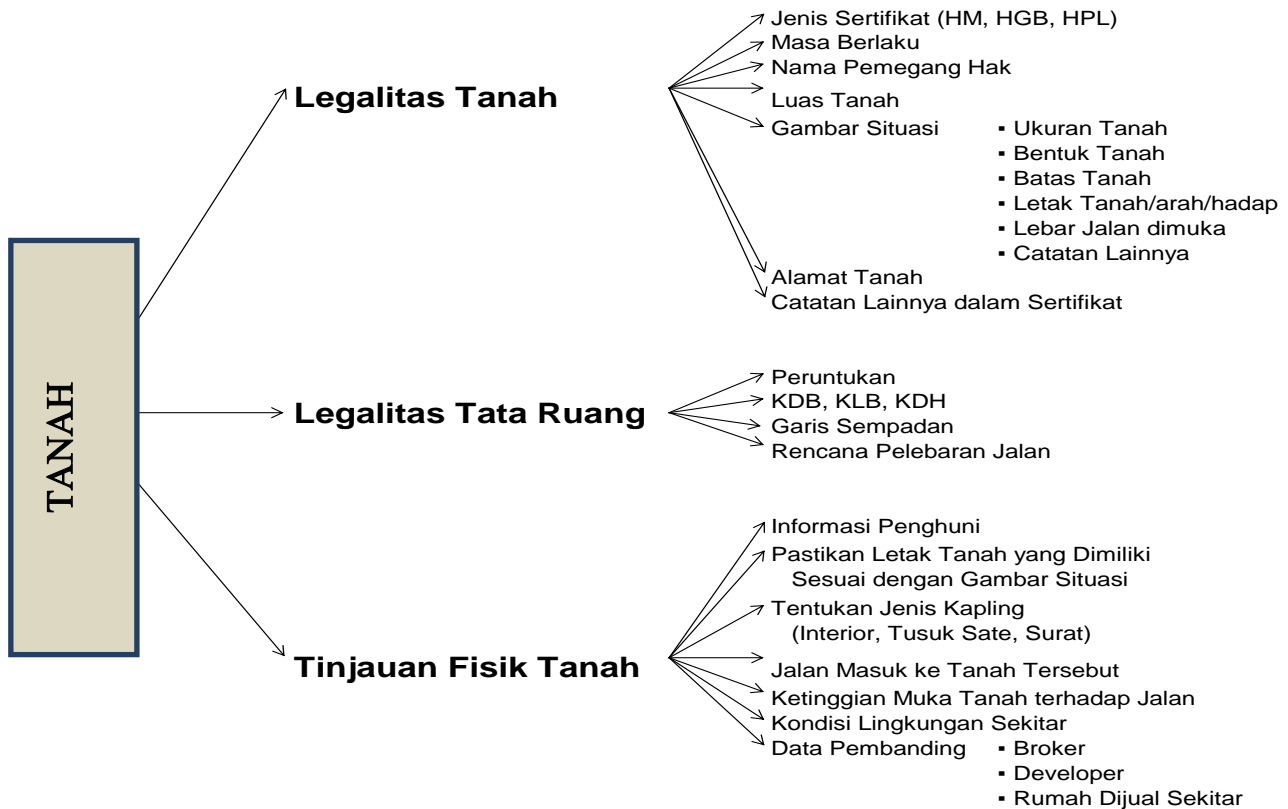 TANAH
Legalitas Tanah
Jenis Sertifikat (HM, HGB, HPL)
Masa Berlaku
Nama Pemegang Hak
Luas Tanah
Gambar Situasi
▪ Ukuran Tanah
▪ Bentuk Tanah
▪ Batas Tanah
▪ Letak Tanah/arah/hadap
▪ Lebar Jalan dimuka
▪ Catatan Lainnya
Alamat Tanah
Catatan Lainnya dalam Sertifikat
Legalitas Tata Ruang
Peruntukan
KDB, KLB, KDH
Garis Sempadan
Rencana Pelebaran Jalan
Tinjauan Fisik Tanah
Informasi Penghuni
Pastikan Letak Tanah yang Dimiliki
Sesuai dengan Gambar Situasi
Tentukan Jenis Kapling
(Interior, Tusuk Sate, Surat)
Jalan Masuk ke Tanah Tersebut
Ketinggian Muka Tanah terhadap Jalan
Kondisi Lingkungan Sekitar
Data Pembanding
▪ Broker
▪ Developer
▪ Rumah Dijual Sekitar